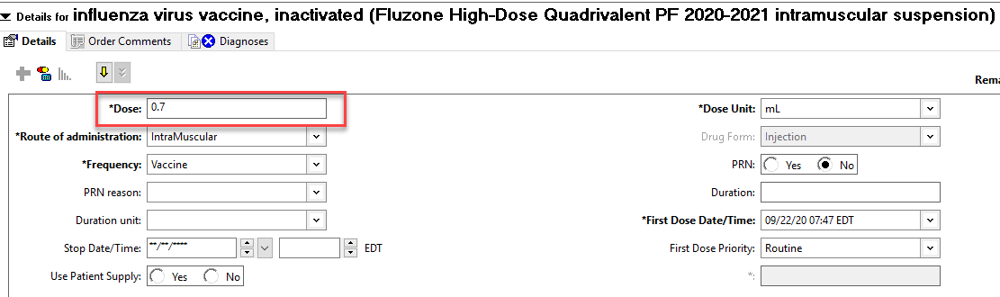 Details for influenza virus vaccine, inactivated (Fluzone High-Dose Quadrivalent PF 2020-2021 intramuscular suspension)
Details Order Comments Diagnoses
Rema
*Dose: 0.7 *Dose Unit: mL
*Route of administration: IntraMuscular Drug Form: Injection
*Frequency: Vaccine PRN: Yes No
PRN reason: Duration:
Duration unit: *First Dose Date/Time: 09/22/20 07:47 EDT
Stop Date/Time: **/**/**** EDT First Dose Priority: Routine
Use Patient Supply: Yes No *: